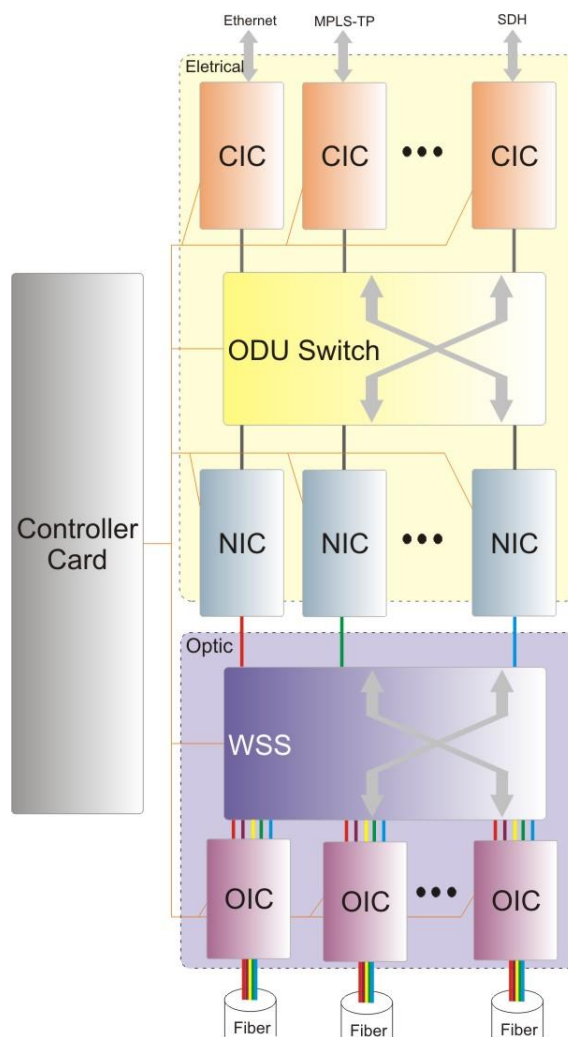 Ethernet MPLS-TP SDH
Eletrical
CIC CIC CIC
ODU Switch
NIC NIC NIC
Controller
Card
Optic
WSS
OIC OIC OIC
Fiber Fiber Fiber